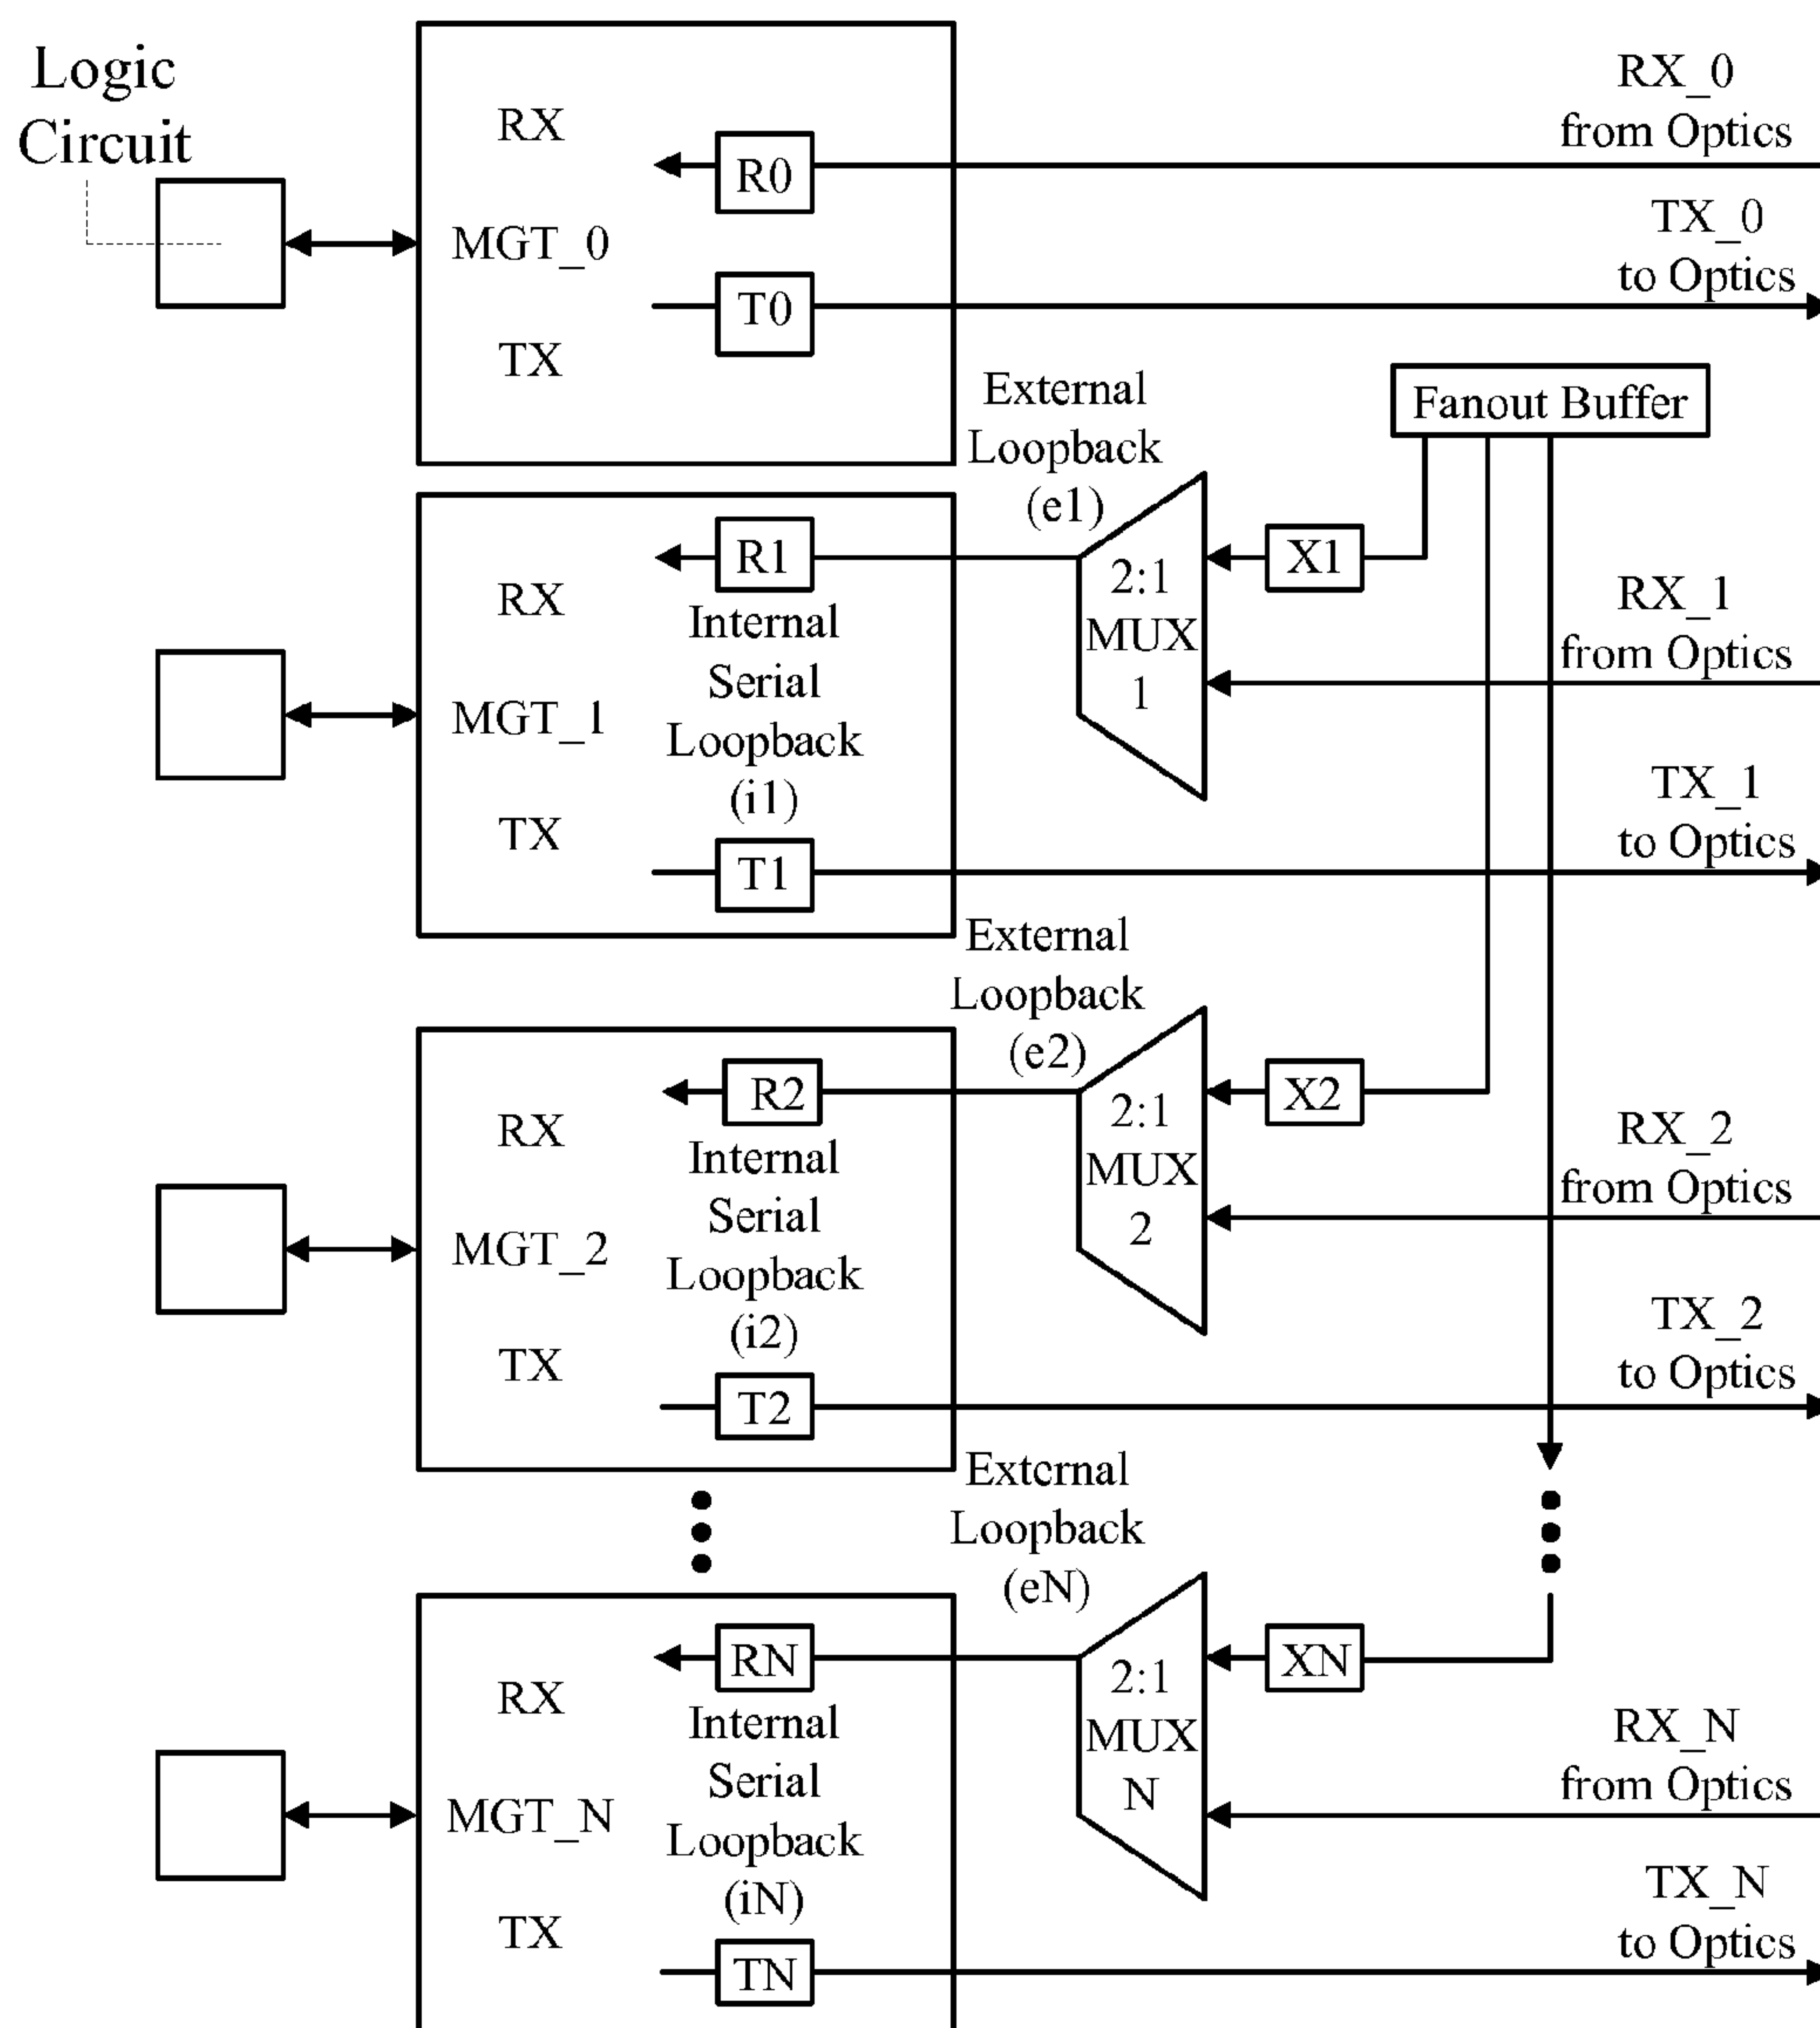 Logic
Circuit
RX
R0
MGT_0
T0
TX
RX_0
from Optics
TX_0
to Optics
Fanout Buffer
External
Loopback
(e1)
R1
RX
Internal
Serial
MGT_1
Loopback
(i1)
TX
T1
2:1
MUX
1
X1
RX_1
from Optics
TX_1
to Optics
External
Loopback
(e2)
R2
RX
Internal
Serial
MGT_2
Loopback
(i2)
TX
T2
2:1
MUX
2
X2
RX_2
from Optics
TX_2
to Optics
External
Loopback
(eN)
RN
RX
Internal
Serial
MGT_N
Loopback
(iN)
TX
TN
2:1
MUX
N
XN
RX_N
from Optics
TX_N
to Optics